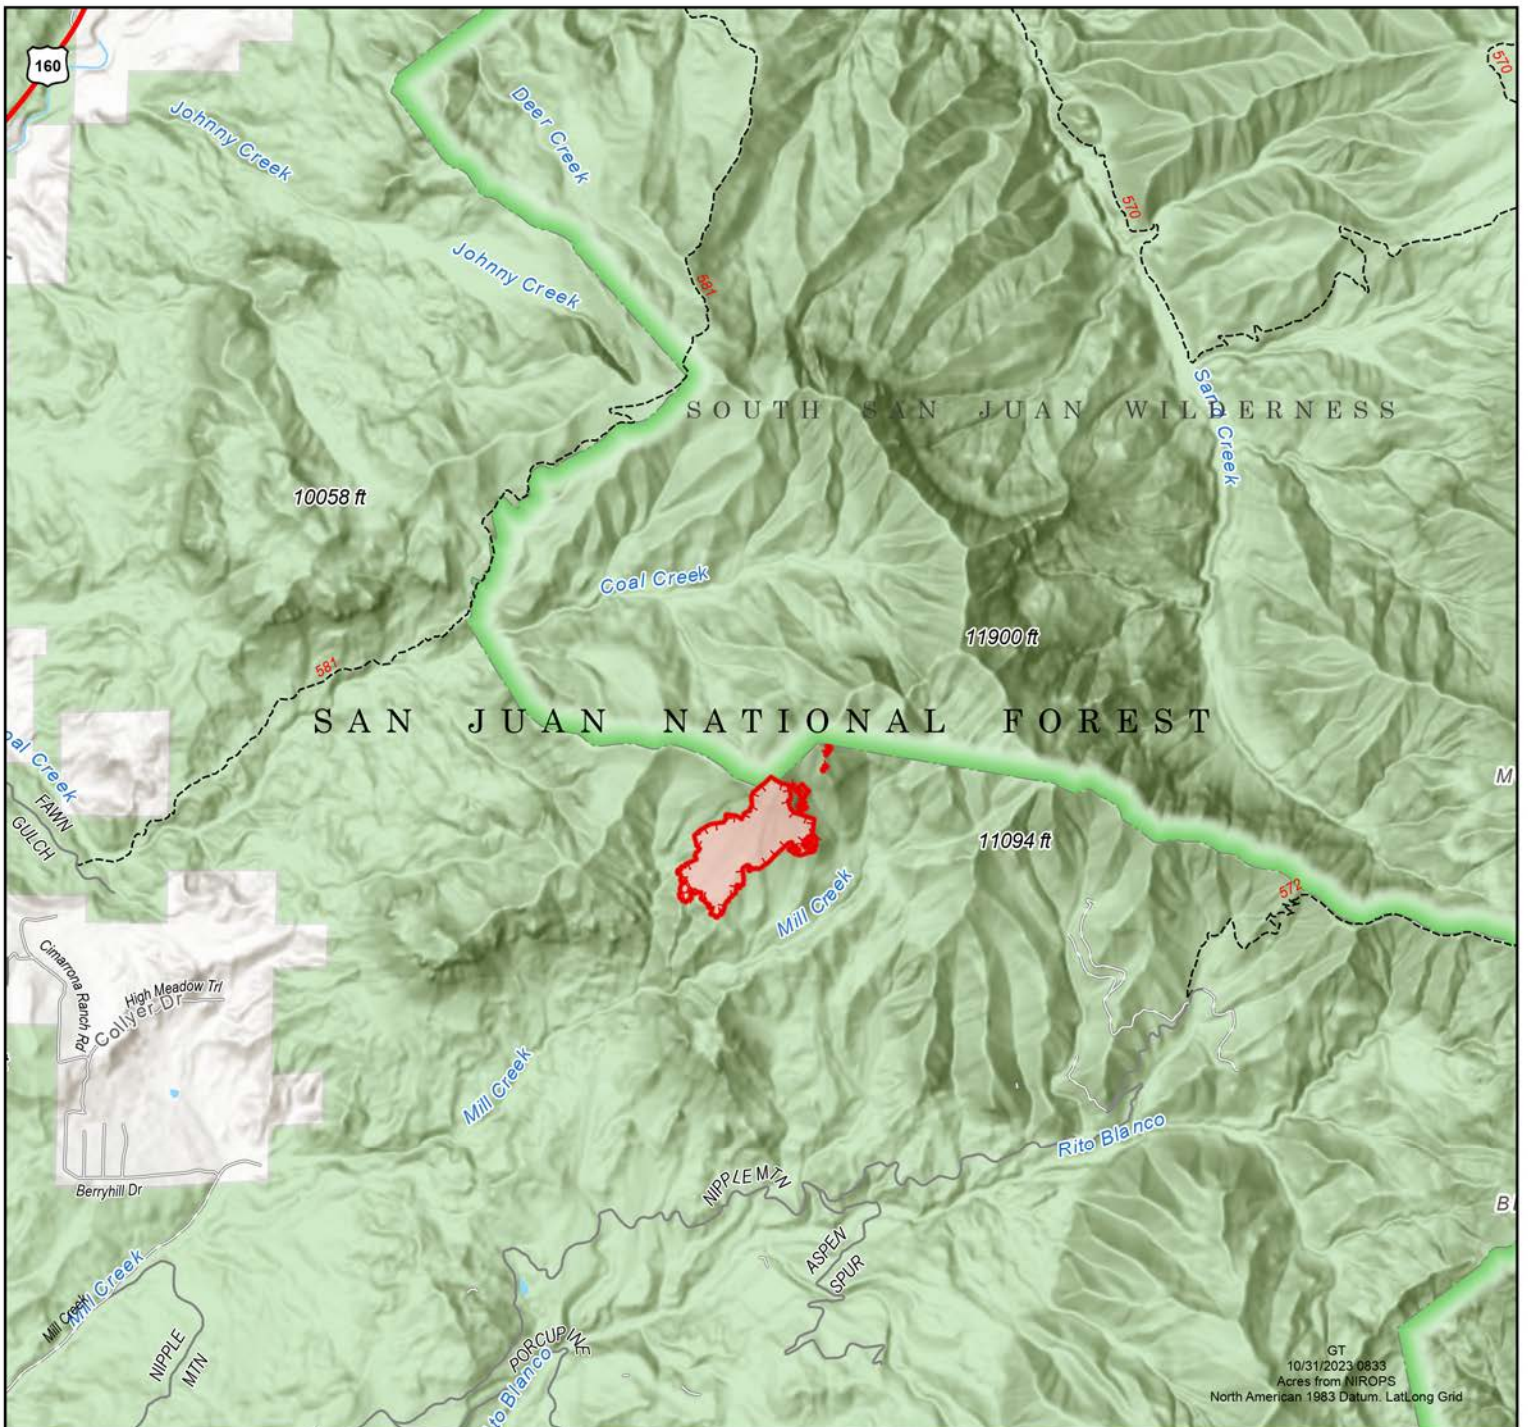 160
570
Johnny Creek
Deer Creek
570
Johnny Creek
581
Sand Creek
SOUTH SAN JUAN WILDERNESS
10058 ft
Coal Creek
11900 ft
581
SAN JUAN NATIONAL FOREST
oal Creek
M
FAWN
GULCH
11094 ft
572
Mill Creek
Cimarrona Ranch Rd
High Meadow Trl
Collyer Dr
Mill Creek
Rito Blanco
NIPPLE MTN
Berryhill Dr
B
ASPEN
SPUR
Mill Creek
Mill Creek
NIPPLE
MTN
PORCUPINE
to Blanco
GT
10/31/2023 0833
Acres from NIROPS
North American 1983 Datum. LatLong Grid